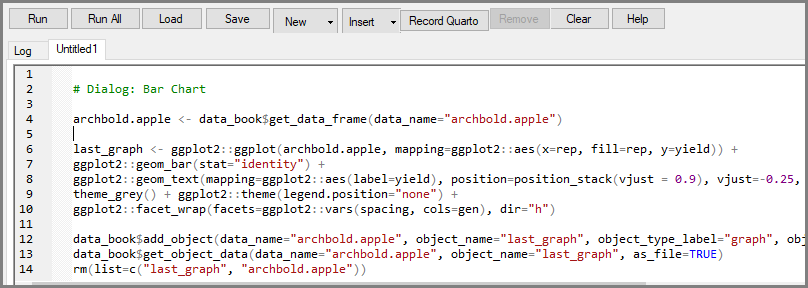 Run Run All Load Save New Insert Record Quarto Remove Clear Help
Log Untitled1
1
2 # Dialog: Bar Chart
3
4 archbold.apple <- data_book$get_data_frame(data_name="archbold.apple")
5
6 last_graph <- ggplot2::ggplot(archbold.apple, mapping=ggplot2::aes(x=rep, fill=rep, y=yield)) +
7 ggplot2::geom_bar(stat="identity") +
8 ggplot2::geom_text(mapping=ggplot2::aes(label=yield), position=position_stack(vjust = 0.9), vjust=-0.25,
9 theme_grey() + ggplot2::theme(legend.position="none") +
10 ggplot2::facet_wrap(facets=ggplot2::vars(spacing, cols=gen), dir="h")
11
12 data_book$add_object(data_name="archbold.apple", object_name="last_graph", object_type_label="graph", obj
13 data_book$get_object_data(data_name="archbold.apple", object_name="last_graph", as_file=TRUE)
14 rm(list=c("last_graph", "archbold.apple"))